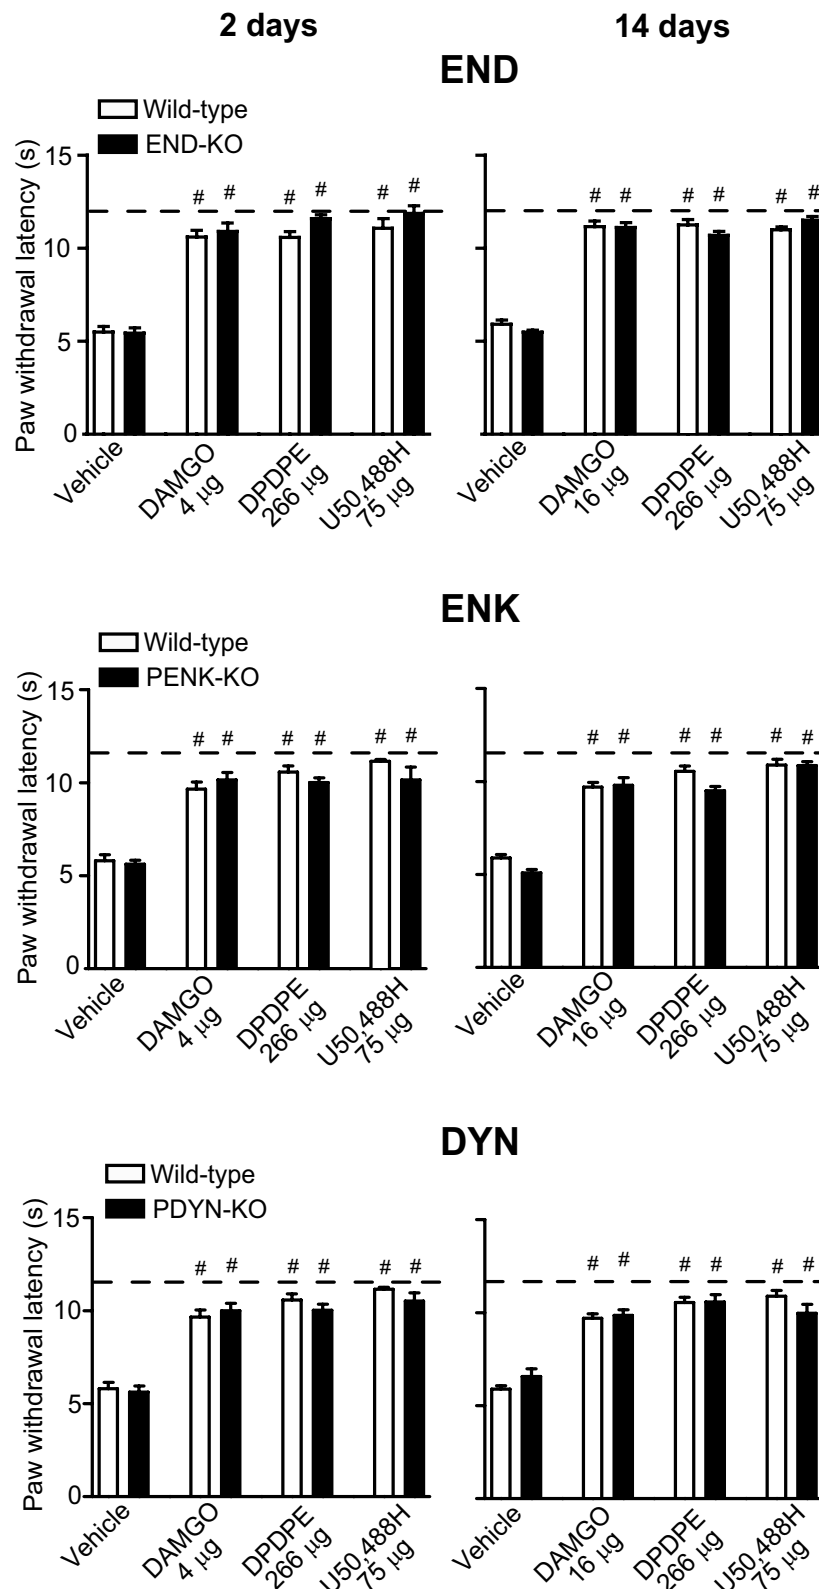 2 days
14 days
END
Wild-type
END-KO
Paw withdrawal latency (s)
15
10
5
0
# # # # # #
# # # # # #
Vehicle
DAMGO
4 μg
DPDPE
266 μg
U50,488H
75 μg
Vehicle
DAMGO
16 μg
DPDPE
266 μg
U50,488H
75 μg
ENK
Wild-type
PENK-KO
Paw withdrawal latency (s)
15
10
5
0
# # # # # #
# # # # # #
Vehicle
DAMGO
4 μg
DPDPE
266 μg
U50,488H
75 μg
Vehicle
DAMGO
16 μg
DPDPE
266 μg
U50,488H
75 μg
DYN
Wild-type
PDYN-KO
Paw withdrawal latency (s)
15
10
5
0
# # # # # #
# # # # # #
Vehicle
DAMGO
4 μg
DPDPE
266 μg
U50,488H
75 μg
Vehicle
DAMGO
16 μg
DPDPE
266 μg
U50,488H
75 μg